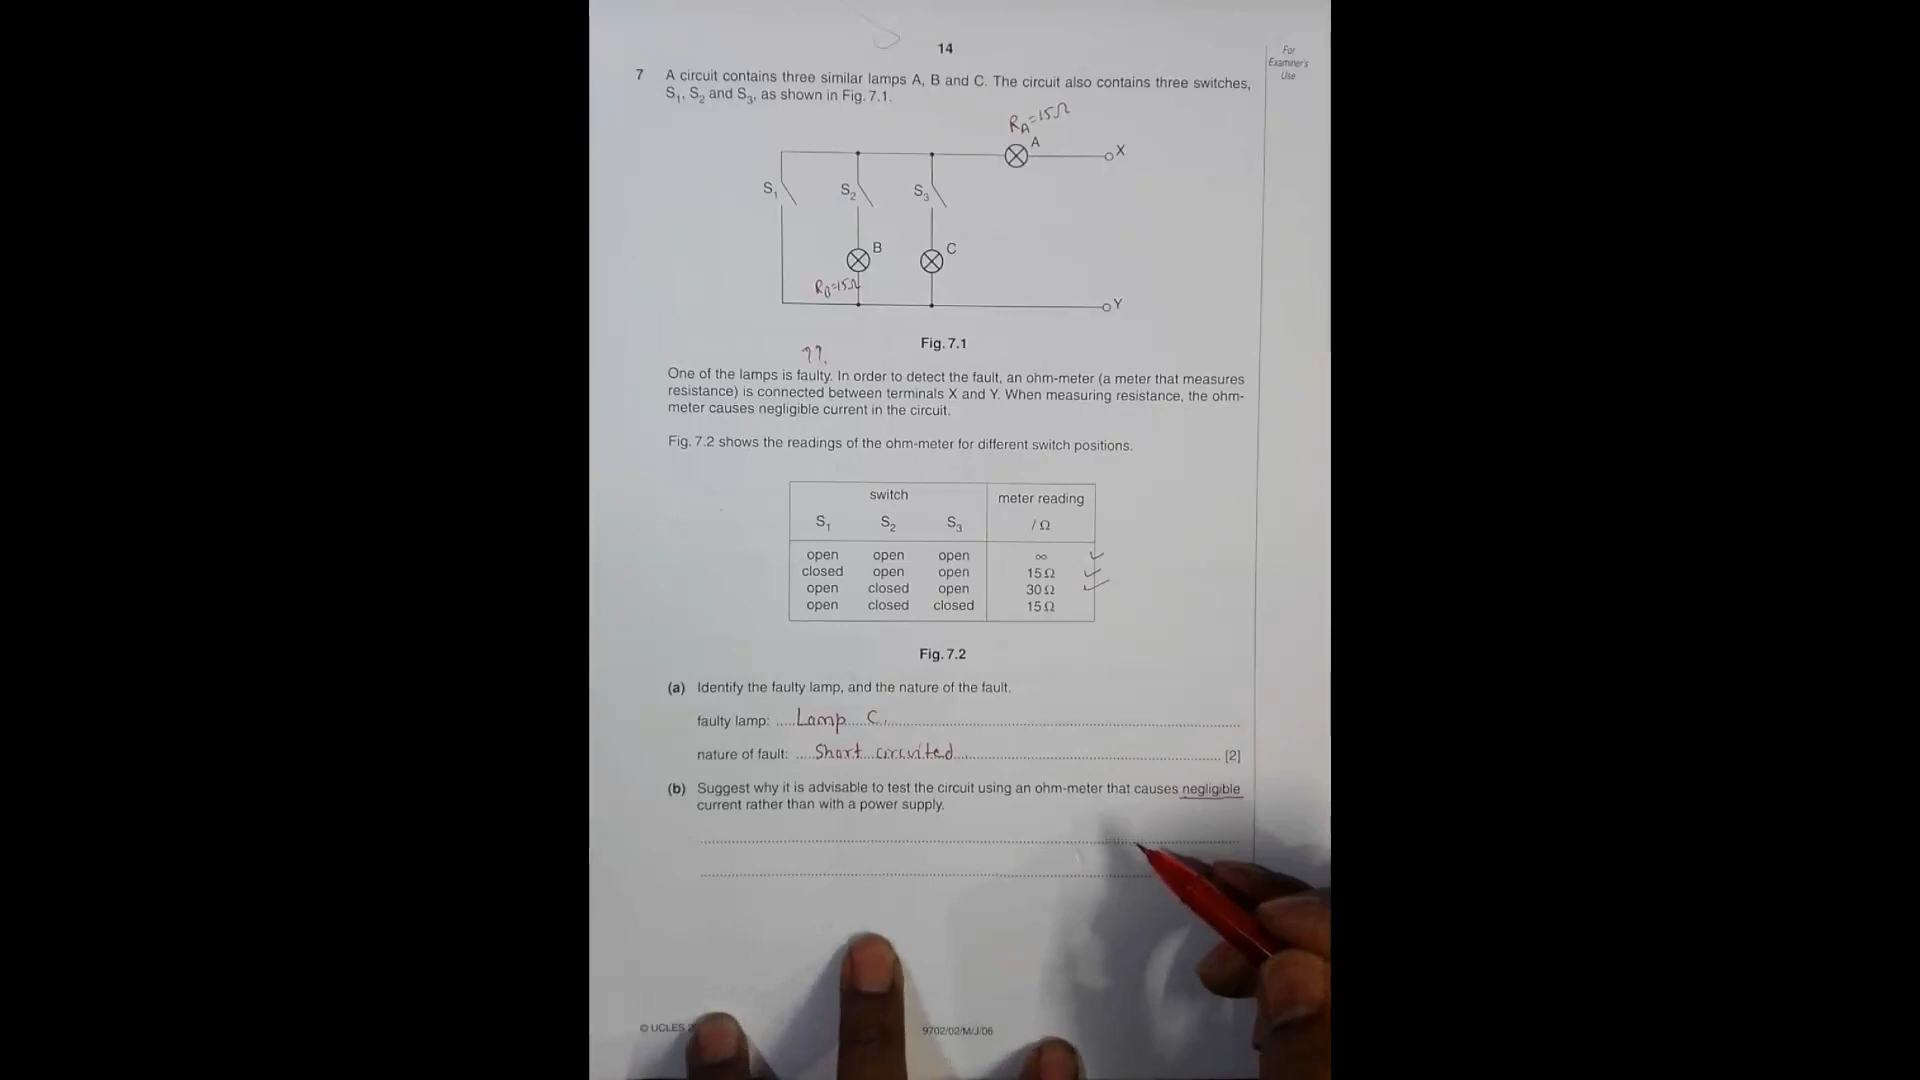 14
For
Examiner's
Use
7 A circuit contains three similar lamps A, B and C. The circuit also contains three switches,
S1, S2 and S3, as shown in Fig. 7.1.
RA=15Ω
A
X
S1
S2
S3
B
C
RB=15Ω
Y
Fig. 7.1
??.
One of the lamps is faulty. In order to detect the fault, an ohm-meter (a meter that measures
resistance) is connected between terminals X and Y. When measuring resistance, the ohm-
meter causes negligible current in the circuit.
Fig. 7.2 shows the readings of the ohm-meter for different switch positions.
switch meter reading
S1 S2 S3 / Ω
open open open ∞ ✓
closed open open 15Ω ✓
open closed open 30Ω ✓
open closed closed 15Ω
Fig. 7.2
(a) Identify the faulty lamp, and the nature of the fault.
faulty lamp: Lamp C.
nature of fault: Short circuited [2]
(b) Suggest why it is advisable to test the circuit using an ohm-meter that causes negligible
current rather than with a power supply.
© UCLES 9702/02/M/J/06